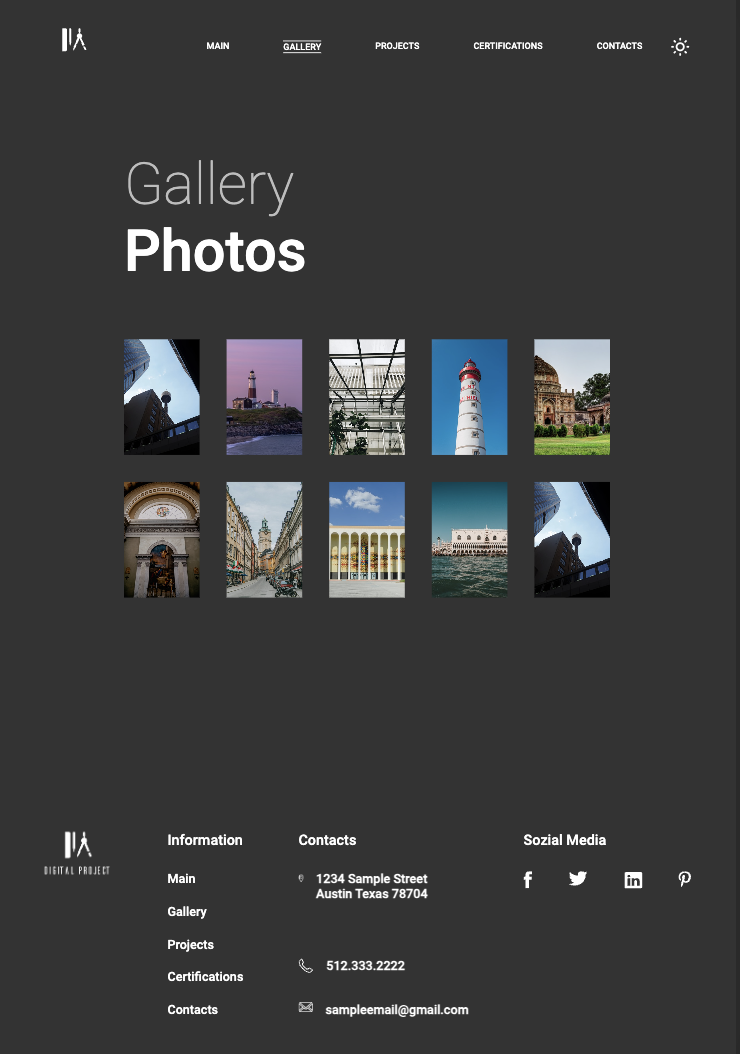 MAIN
GALLERY
PROJECTS
CERTIFICATIONS
CONTACTS
Gallery
Photos
DIGITAL PROJECT
Information
Main
Gallery
Projects
Certifications
Contacts
Contacts
1234 Sample Street
Austin Texas 78704
512.333.2222
sampleemail@gmail.com
Sozial Media